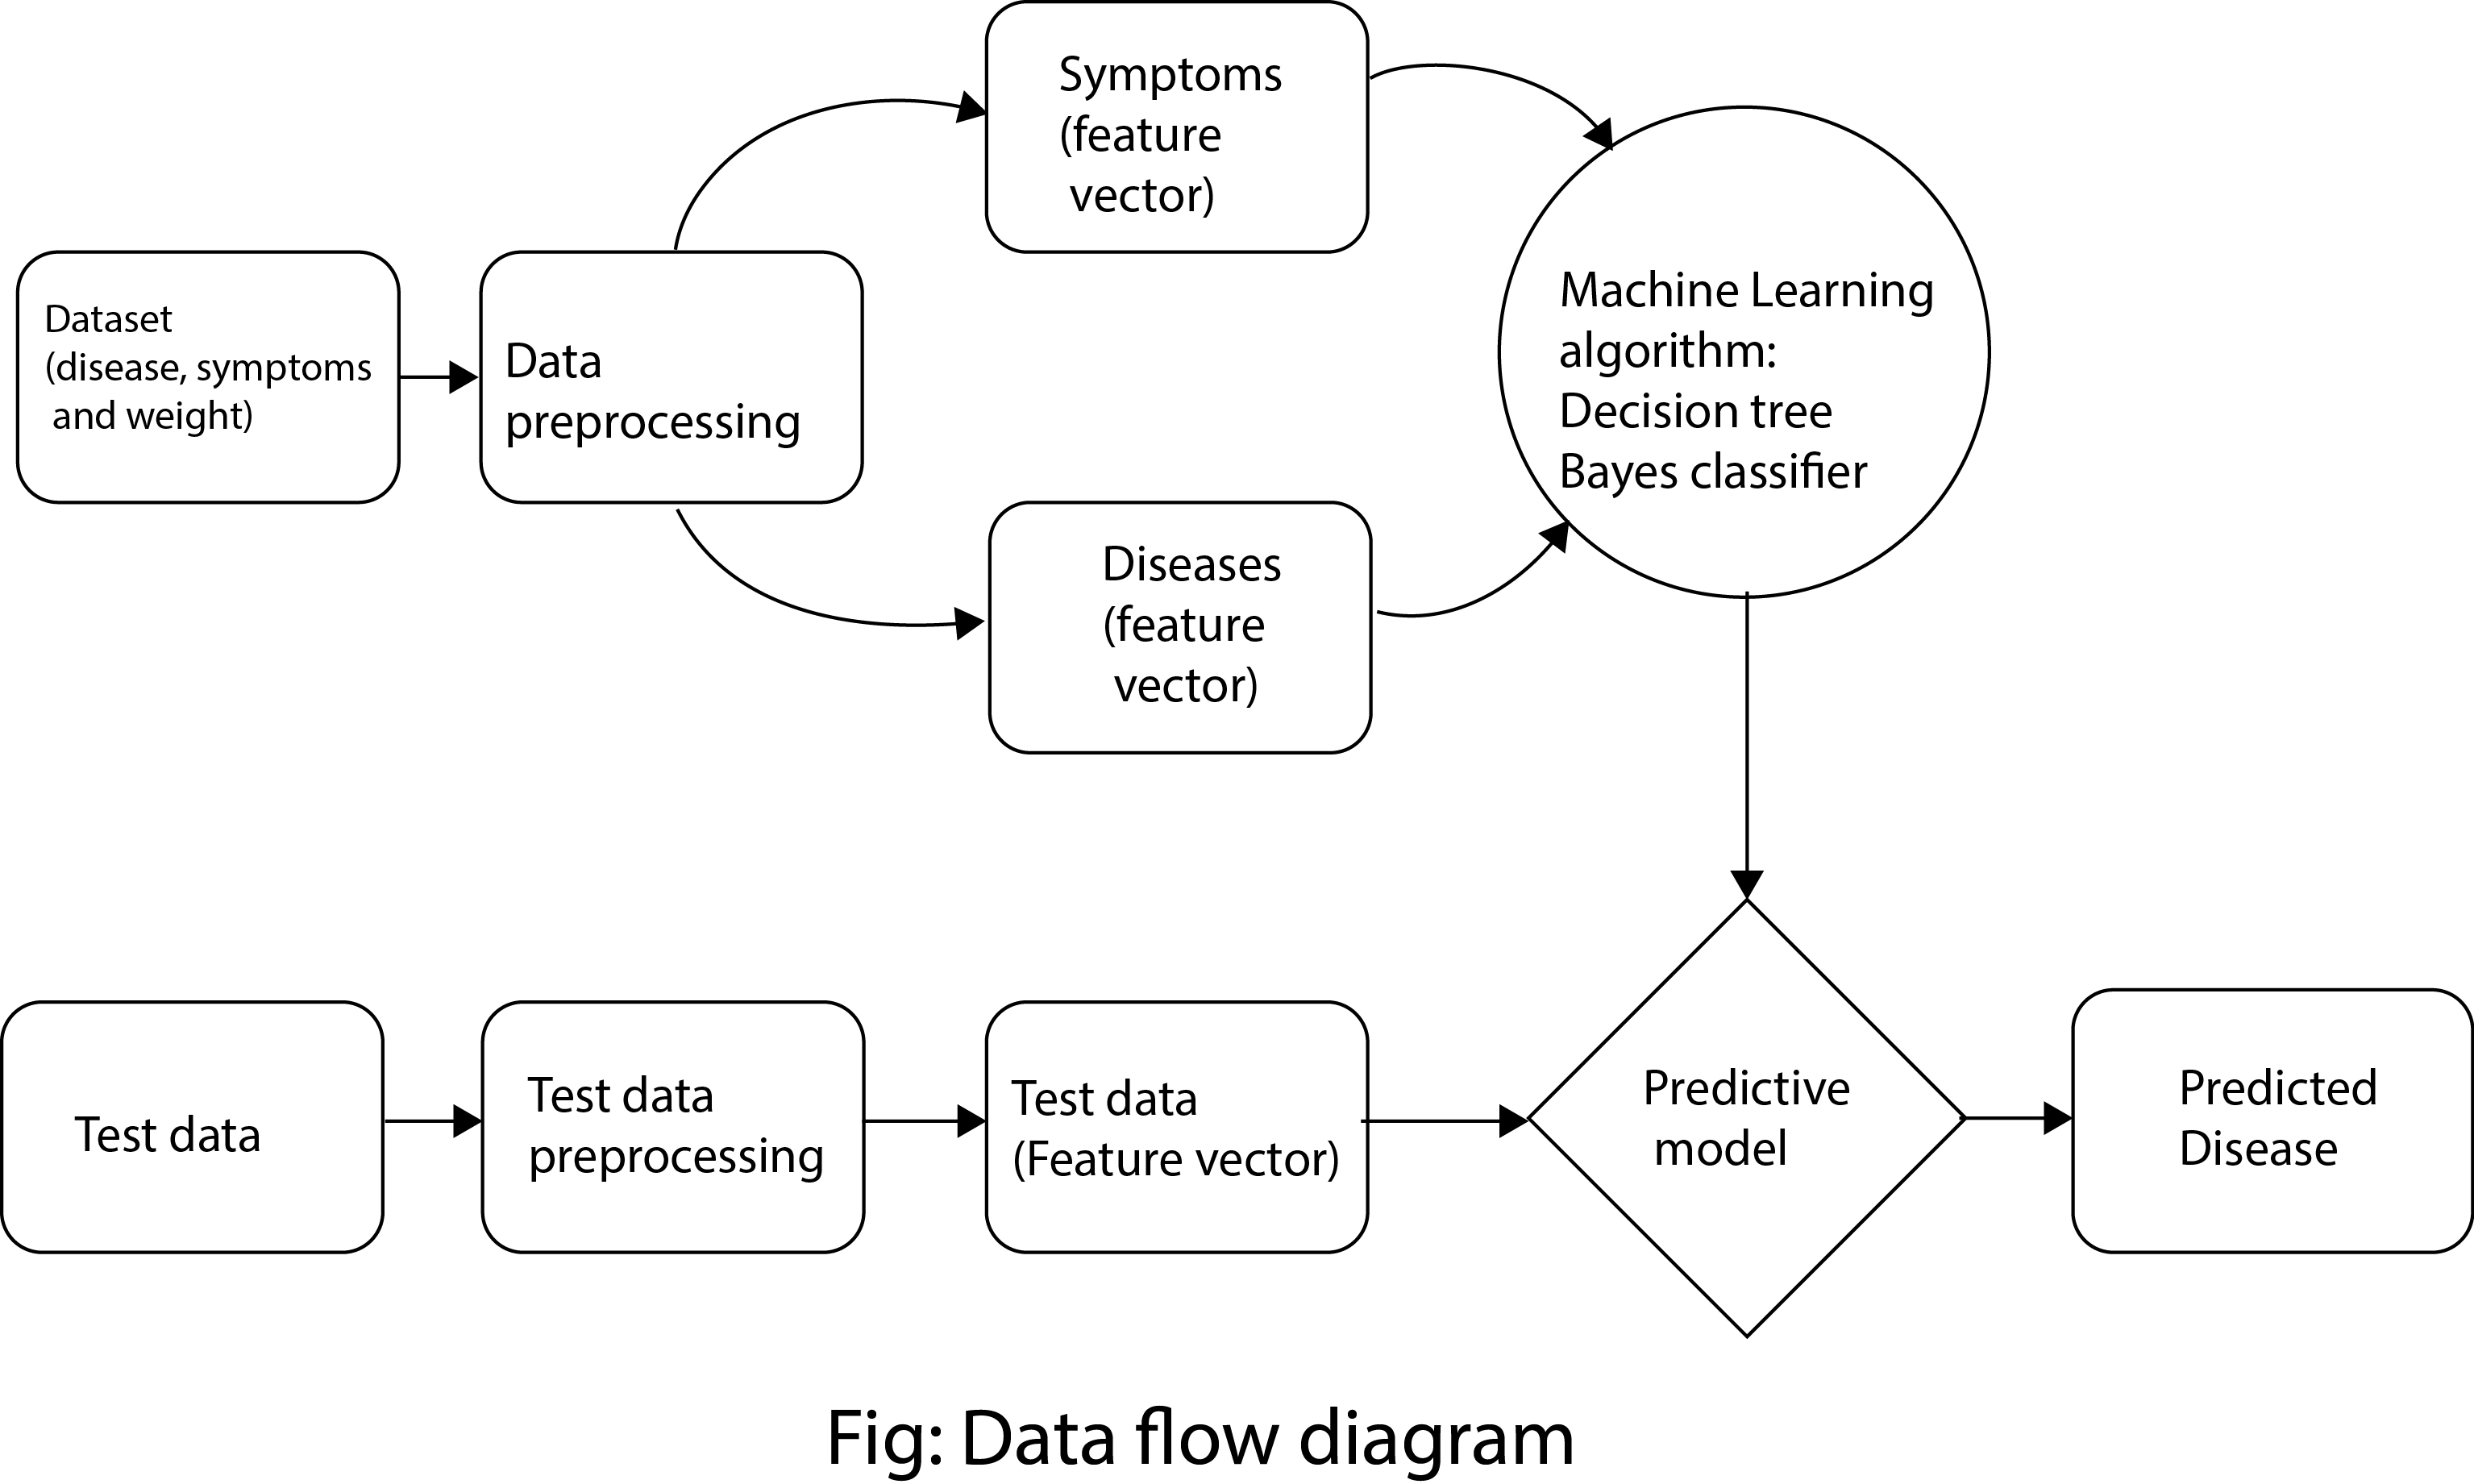 Symptoms
(feature
vector)
Dataset
(disease, symptoms
and weight)
Data
preprocessing
Machine Learning
algorithm:
Decision tree
Bayes classifier
Diseases
(feature
vector)
Test data
Test data
preprocessing
Test data
(Feature vector)
Predictive
model
Predicted
Disease
Fig: Data flow diagram